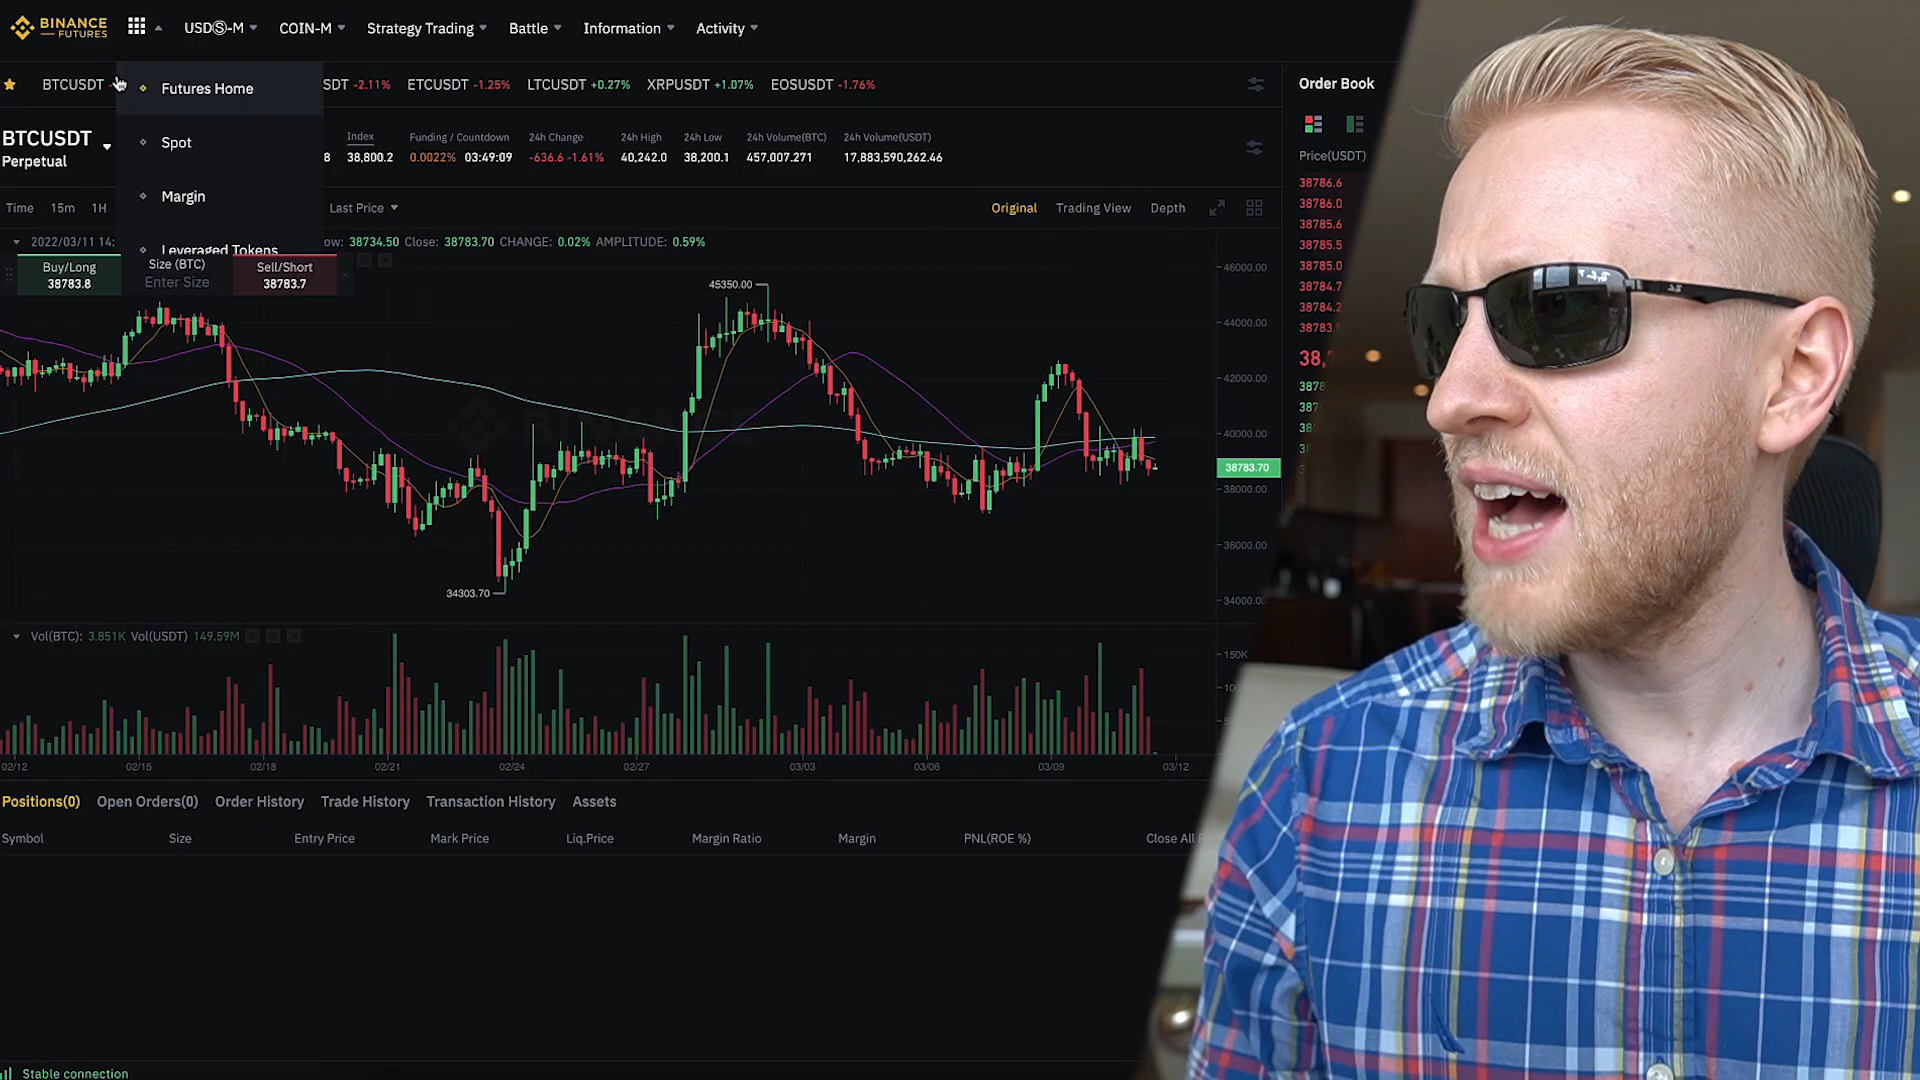 BINANCE FUTURES USDⓈ-M COIN-M Strategy Trading Battle Information Activity
BTCUSDT SDT -2.11% ETCUSDT -1.25% LTCUSDT +0.27% XRPUSDT +1.07% EOSUSDT -1.76%
Futures Home
Spot
Margin
Leveraged Tokens
BTCUSDT
Perpetual
Index Funding / Countdown 24h Change 24h High 24h Low 24h Volume(BTC) 24h Volume(USDT)
8 38,800.2 0.0022% 03:49:09 -636.6 -1.61% 40,242.0 38,200.1 457,007.271 17,883,590,262.46
Time 15m 1H Last Price Original Trading View Depth
2022/03/11 14: ow: 38734.50 Close: 38783.70 CHANGE: 0.02% AMPLITUDE: 0.59%
Buy/Long Size (BTC) Sell/Short
38783.8 Enter Size 38783.7
45350.00
34303.70
BINANCE
46000.00
44000.00
42000.00
40000.00
38783.70
38000.00
36000.00
34000.00
Vol(BTC): 3.851K Vol(USDT) 149.59M
150K
02/12 02/15 02/18 02/21 02/24 02/27 03/03 03/06 03/09 03/12
Positions(0) Open Orders(0) Order History Trade History Transaction History Assets
Symbol Size Entry Price Mark Price Liq.Price Margin Ratio Margin PNL(ROE %) Close All
Stable connection
Order Book
Price(USDT)
38786.6
38786.0
38785.6
38785.5
38785.0
38784.7
38784.2
38783.
38,
3878
387
38